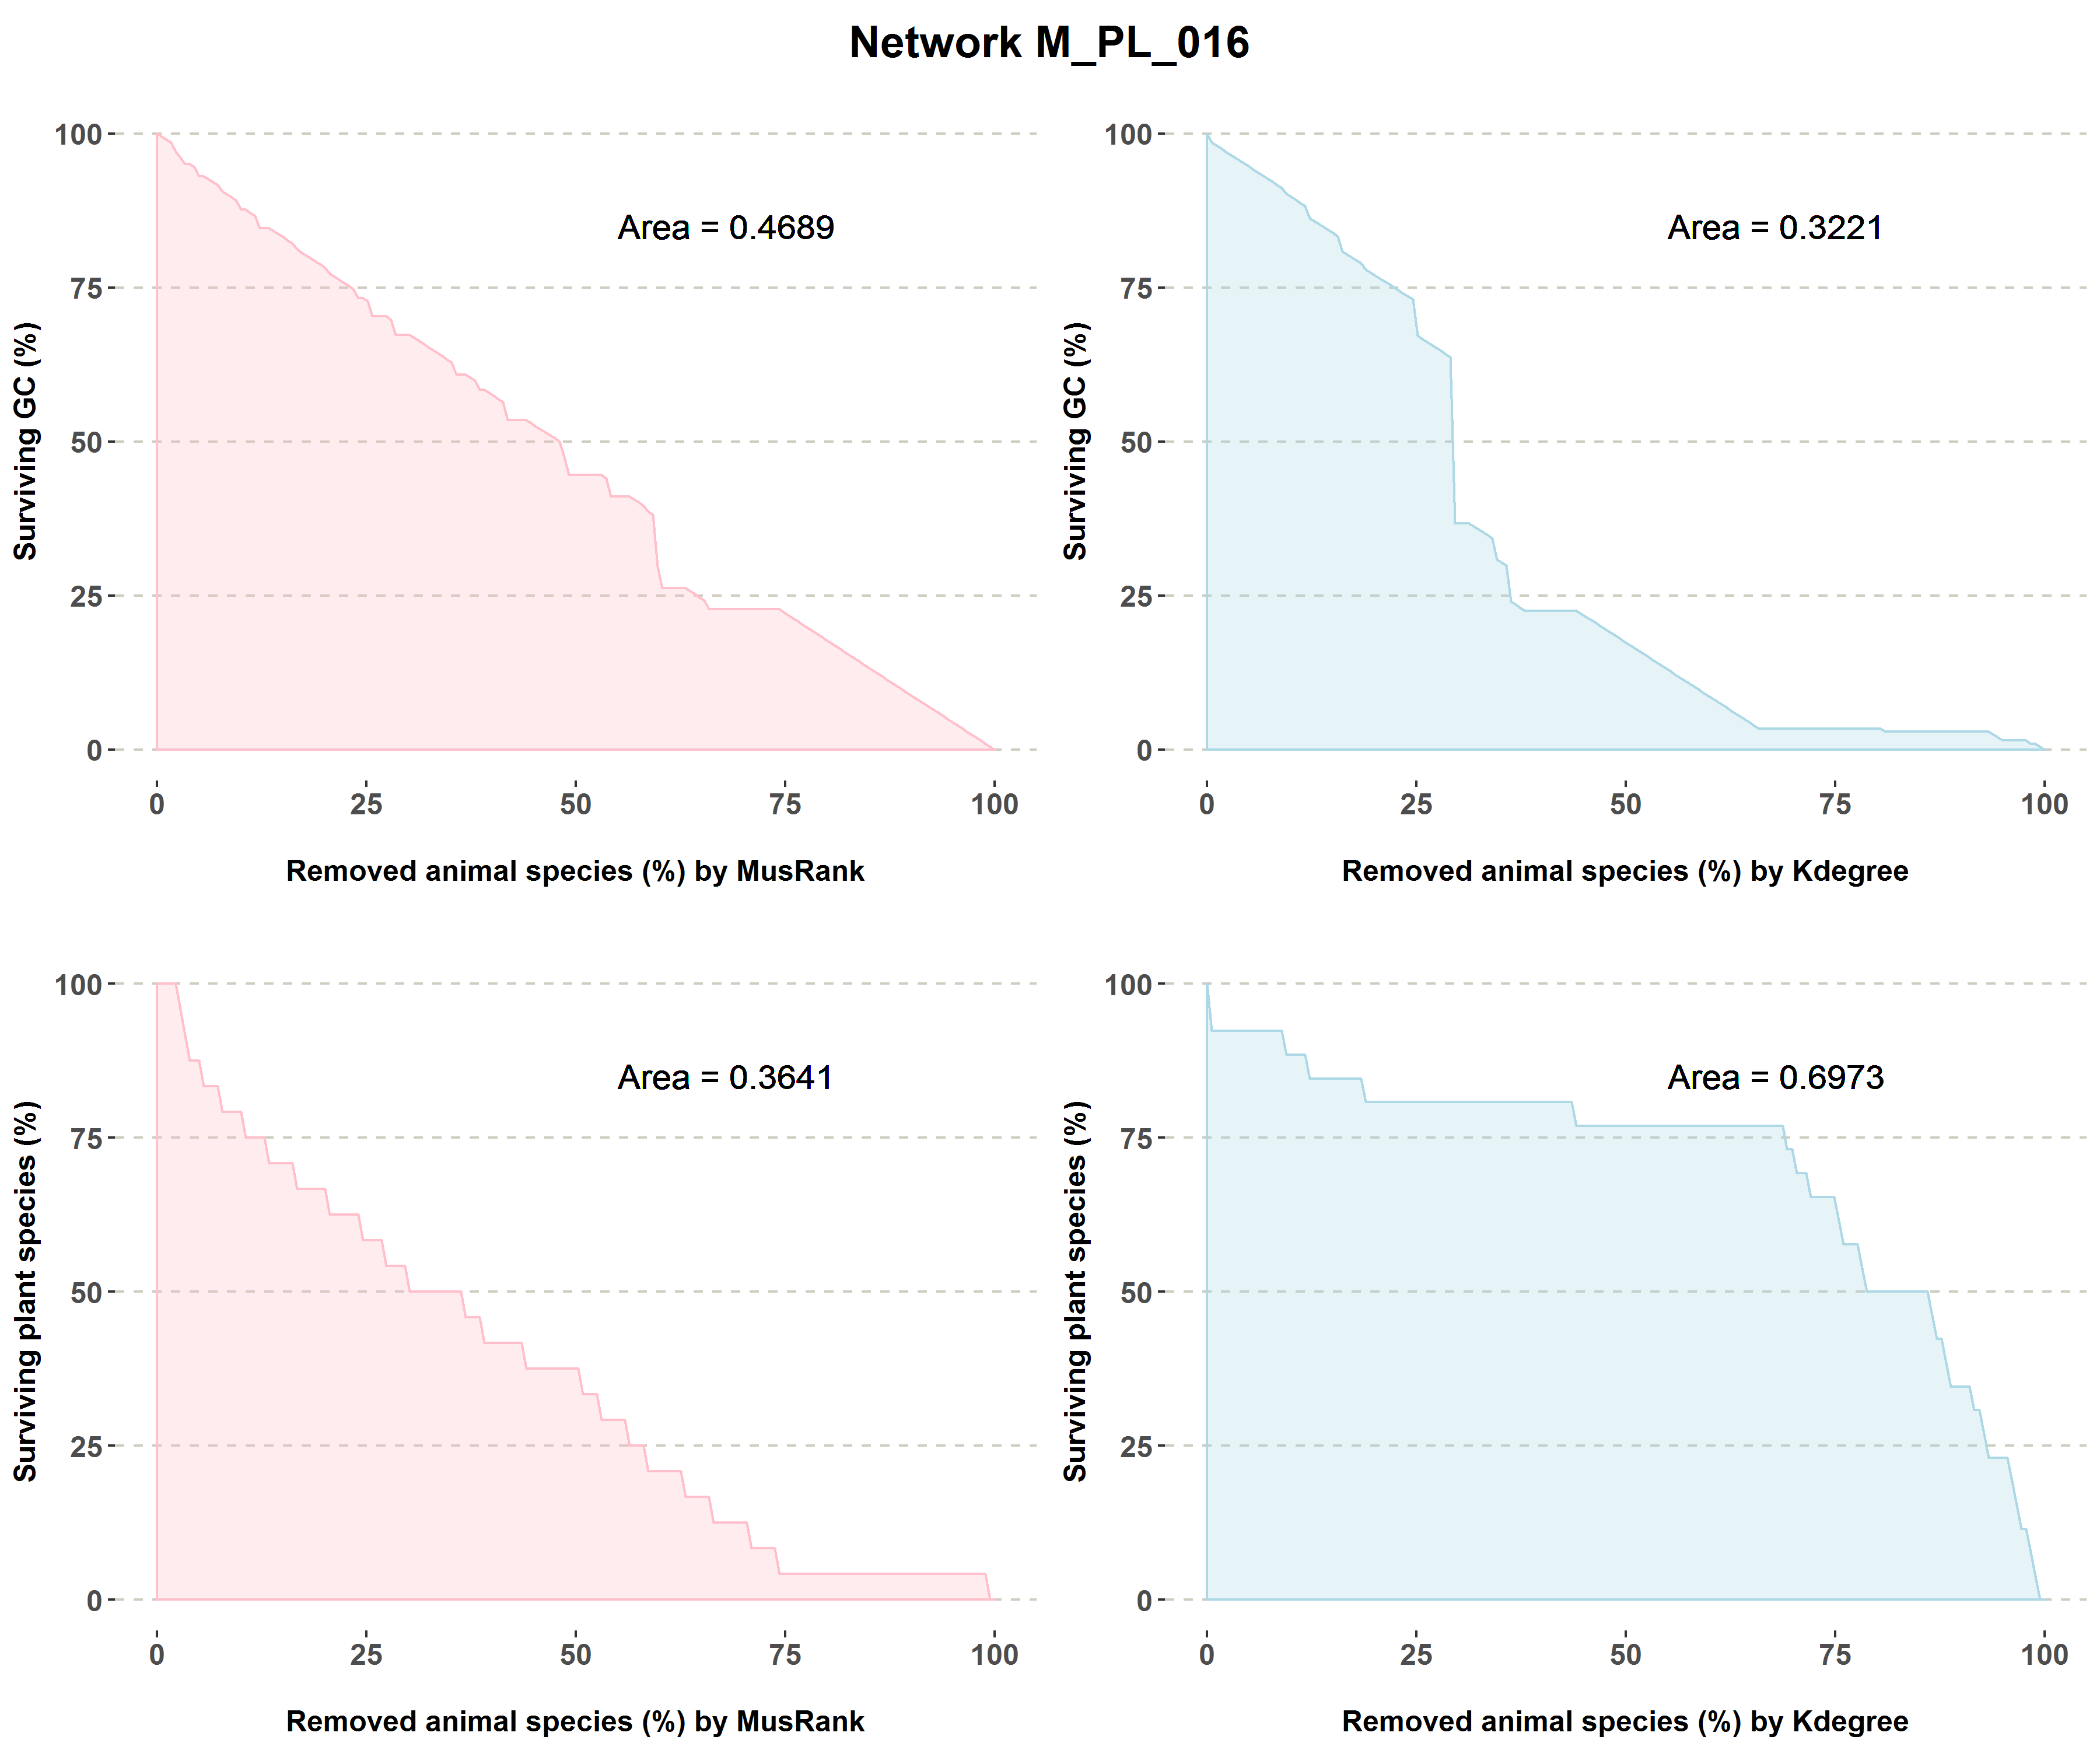 Network M_PL_016
Surviving GC (%)
100
75
50
25
0
Area = 0.4689
0 25 50 75 100
Removed animal species (%) by MusRank
Surviving GC (%)
100
75
50
25
0
Area = 0.3221
0 25 50 75 100
Removed animal species (%) by Kdegree
Surviving plant species (%)
100
75
50
25
0
Area = 0.3641
0 25 50 75 100
Removed animal species (%) by MusRank
Surviving plant species (%)
100
75
50
25
0
Area = 0.6973
0 25 50 75 100
Removed animal species (%) by Kdegree